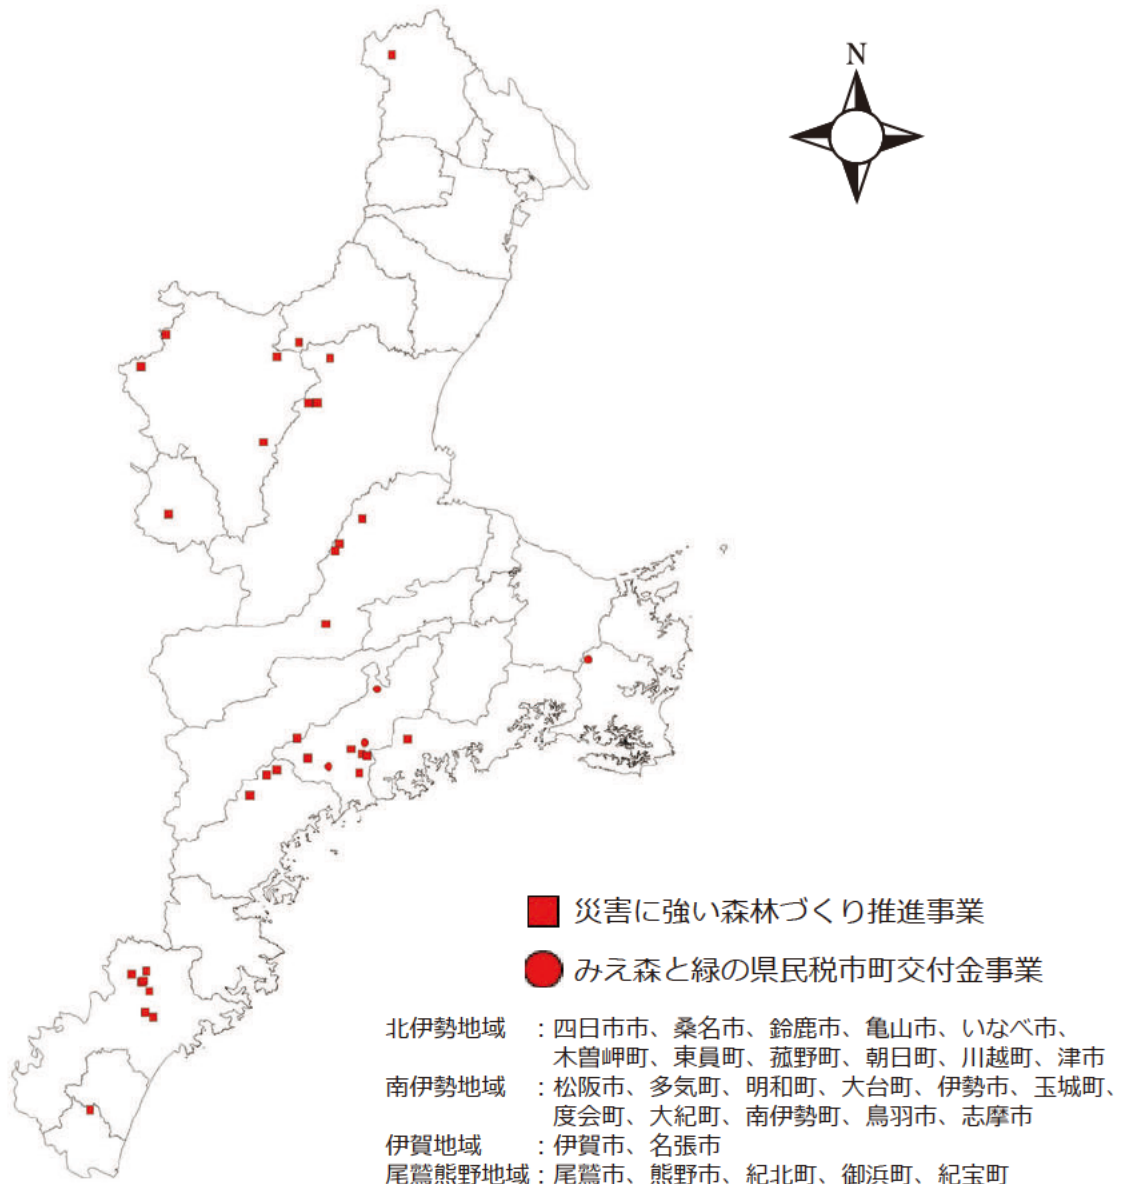 N
災害に強い森林づくり推進事業
みえ森と緑の県民税市町交付金事業
北伊勢地域 :四日市市、桑名市、鈴鹿市、亀山市、いなべ市、
木曽岬町、東員町、菰野町、朝日町、川越町、津市
南伊勢地域 :松阪市、多気町、明和町、大台町、伊勢市、玉城町、
度会町、大紀町、南伊勢町、鳥羽市、志摩市
伊賀地域 :伊賀市、名張市
尾鷲熊野地域:尾鷲市、熊野市、紀北町、御浜町、紀宝町